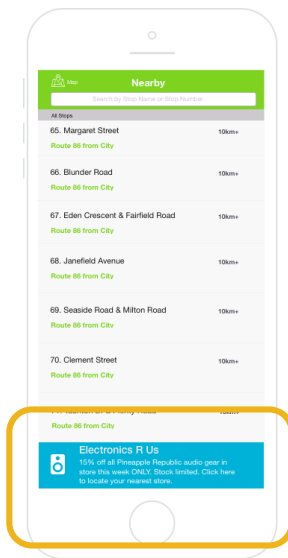 Map
Nearby
Search by Stop Name or Stop Number
All Stops
65. Margaret Street
10km+
Route 86 from City
66. Blunder Road
10km+
Route 86 from City
67. Eden Crescent & Fairfield Road
10km+
Route 86 from City
68. Janefield Avenue
10km+
Route 86 from City
69. Seaside Road & Milton Road
10km+
Route 86 from City
70. Clement Street
10km+
Route 86 from City
Route 86 from City
Electronics R Us
15% off all Pineapple Republic audio gear in
store this week ONLY. Stock limited. Click here
to locate your nearest store.